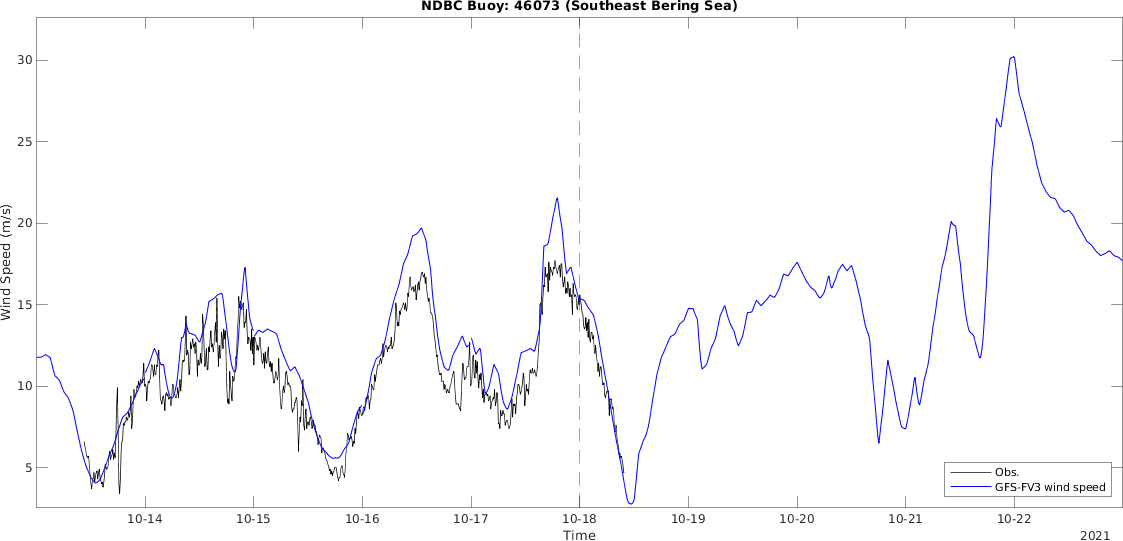 NDBC Buoy: 46073 (Southeast Bering Sea)
30
25
20
15
10
5
Wind Speed (m/s)
10-14 10-15 10-16 10-17 10-18 10-19 10-20 10-21 10-22
Time
2021
Obs.
GFS-FV3 wind speed